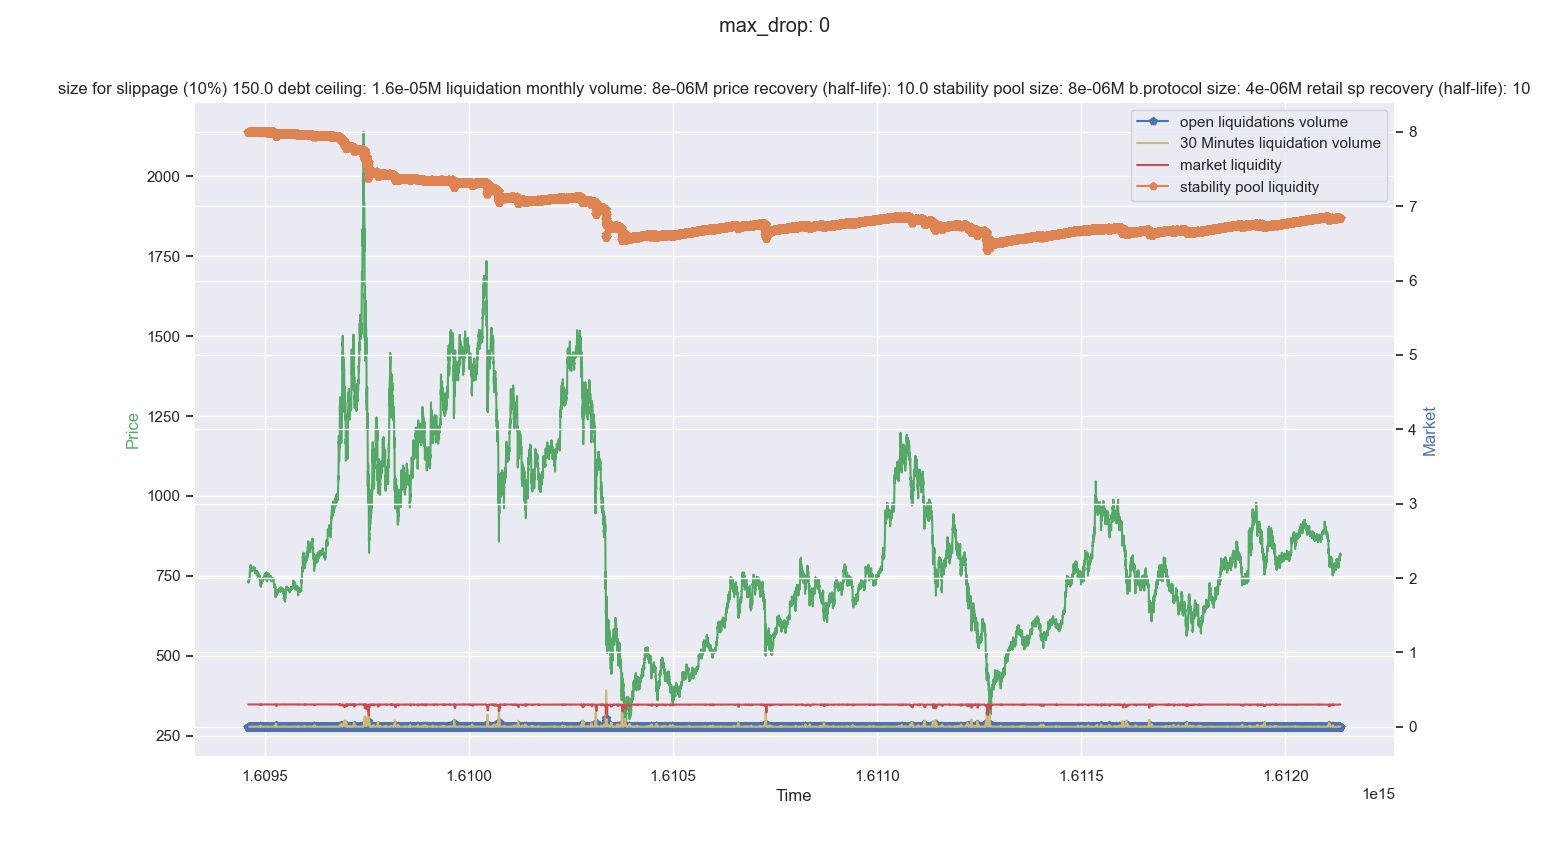 max_drop: 0
size for slippage (10%) 150.0 debt ceiling: 1.6e-05M liquidation monthly volume: 8e-06M price recovery (half-life): 10.0 stability pool size: 8e-06M b.protocol size: 4e-06M retail sp recovery (half-life): 10
open liquidations volume
30 Minutes liquidation volume
market liquidity
stability pool liquidity
Price
2000
1750
1500
1250
1000
750
500
250
8
7
6
5
4
3
2
1
0
Market
1.6095
1.6100
1.6105
1.6110
1.6115
1.6120
Time
1e15